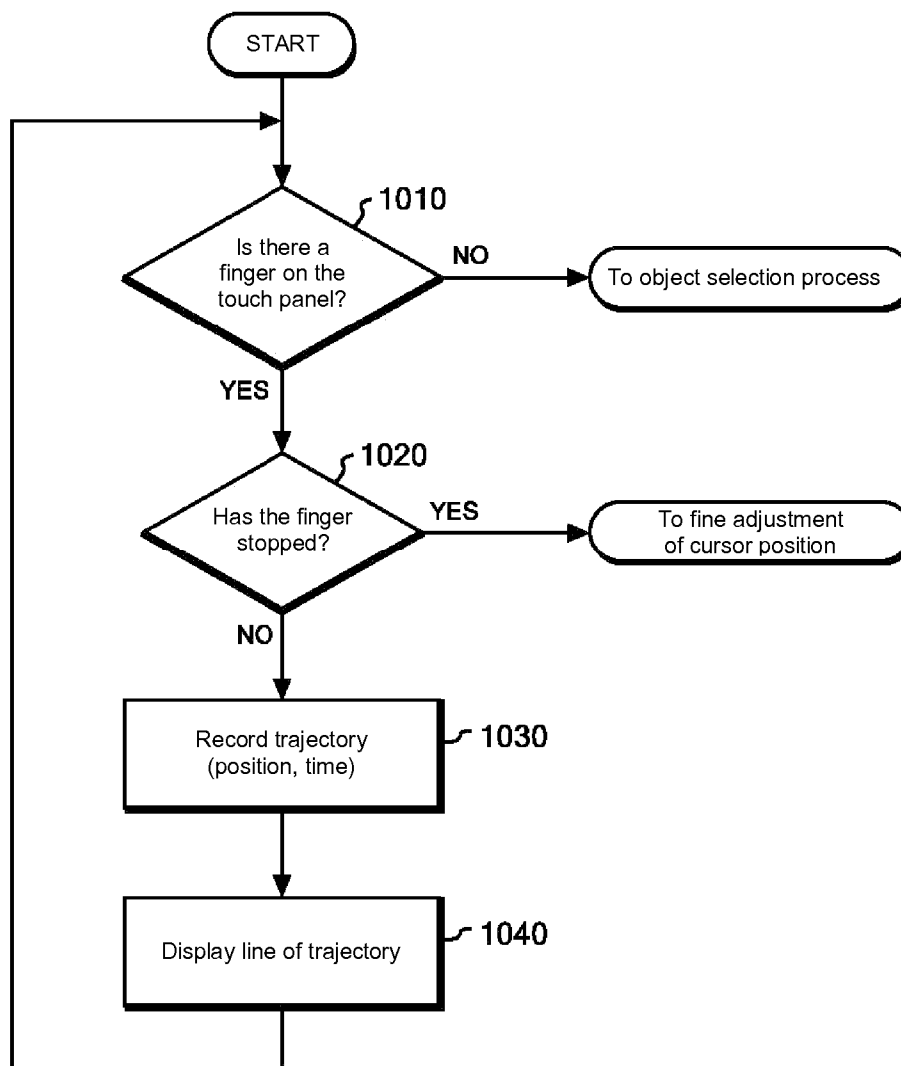 START
1010
Is there a
finger on the
touch panel?
NO
To object selection process
YES
1020
Has the finger
stopped?
YES
To fine adjustment
of cursor position
NO
Record trajectory
(position, time)
1030
Display line of trajectory
1040